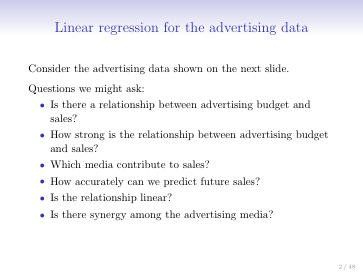 Linear regression for the advertising data
Consider the advertising data shown on the next slide.
Questions we might ask:
• Is there a relationship between advertising budget and
sales?
• How strong is the relationship between advertising budget
and sales?
• Which media contribute to sales?
• How accurately can we predict future sales?
• Is the relationship linear?
• Is there synergy among the advertising media?
2 / 48